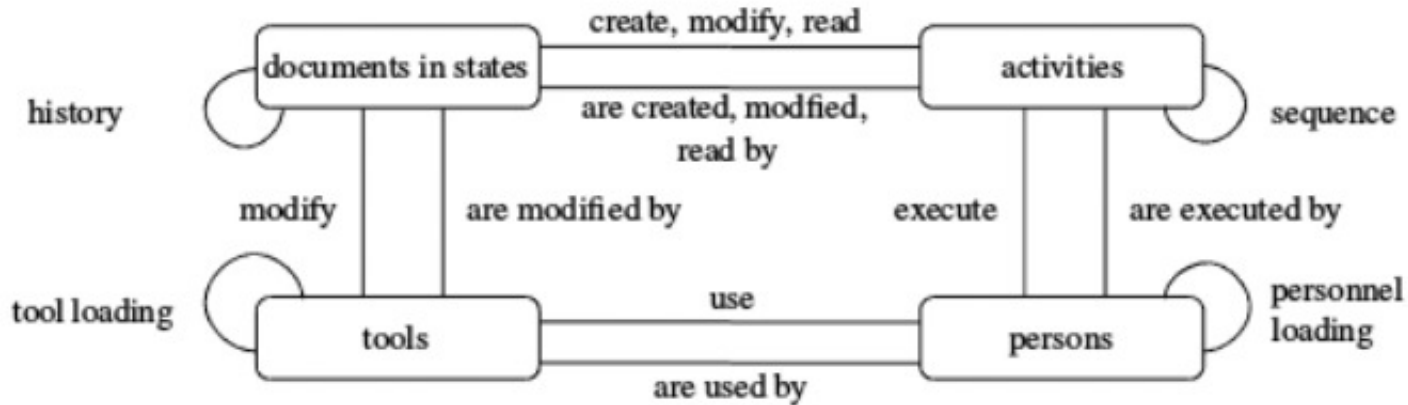 create, modify, read
documents in states
activities
history
are created, modfied,
read by
sequence
modify
are modified by
execute
are executed by
tool loading
tools
use
are used by
persons
personnel
loading